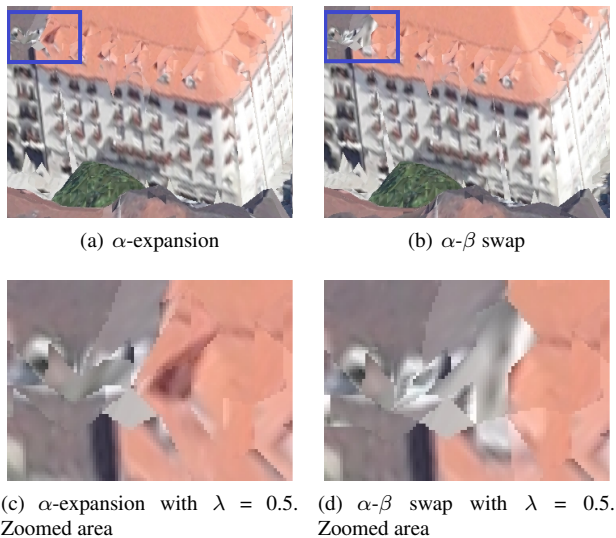 (a) α-expansion
(b) α-β swap
(c) α-expansion with λ = 0.5.
Zoomed area
(d) α-β swap with λ = 0.5.
Zoomed area